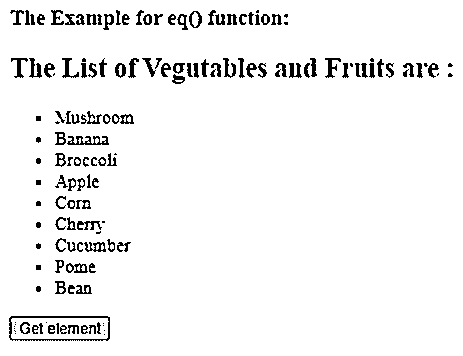 The Example for eq() function:
The List of Vegutables and Fruits are :
Mushroom
Banana
Broccoli
Apple
Corn
Cherry
Cucumber
Pome
Bean
Get element